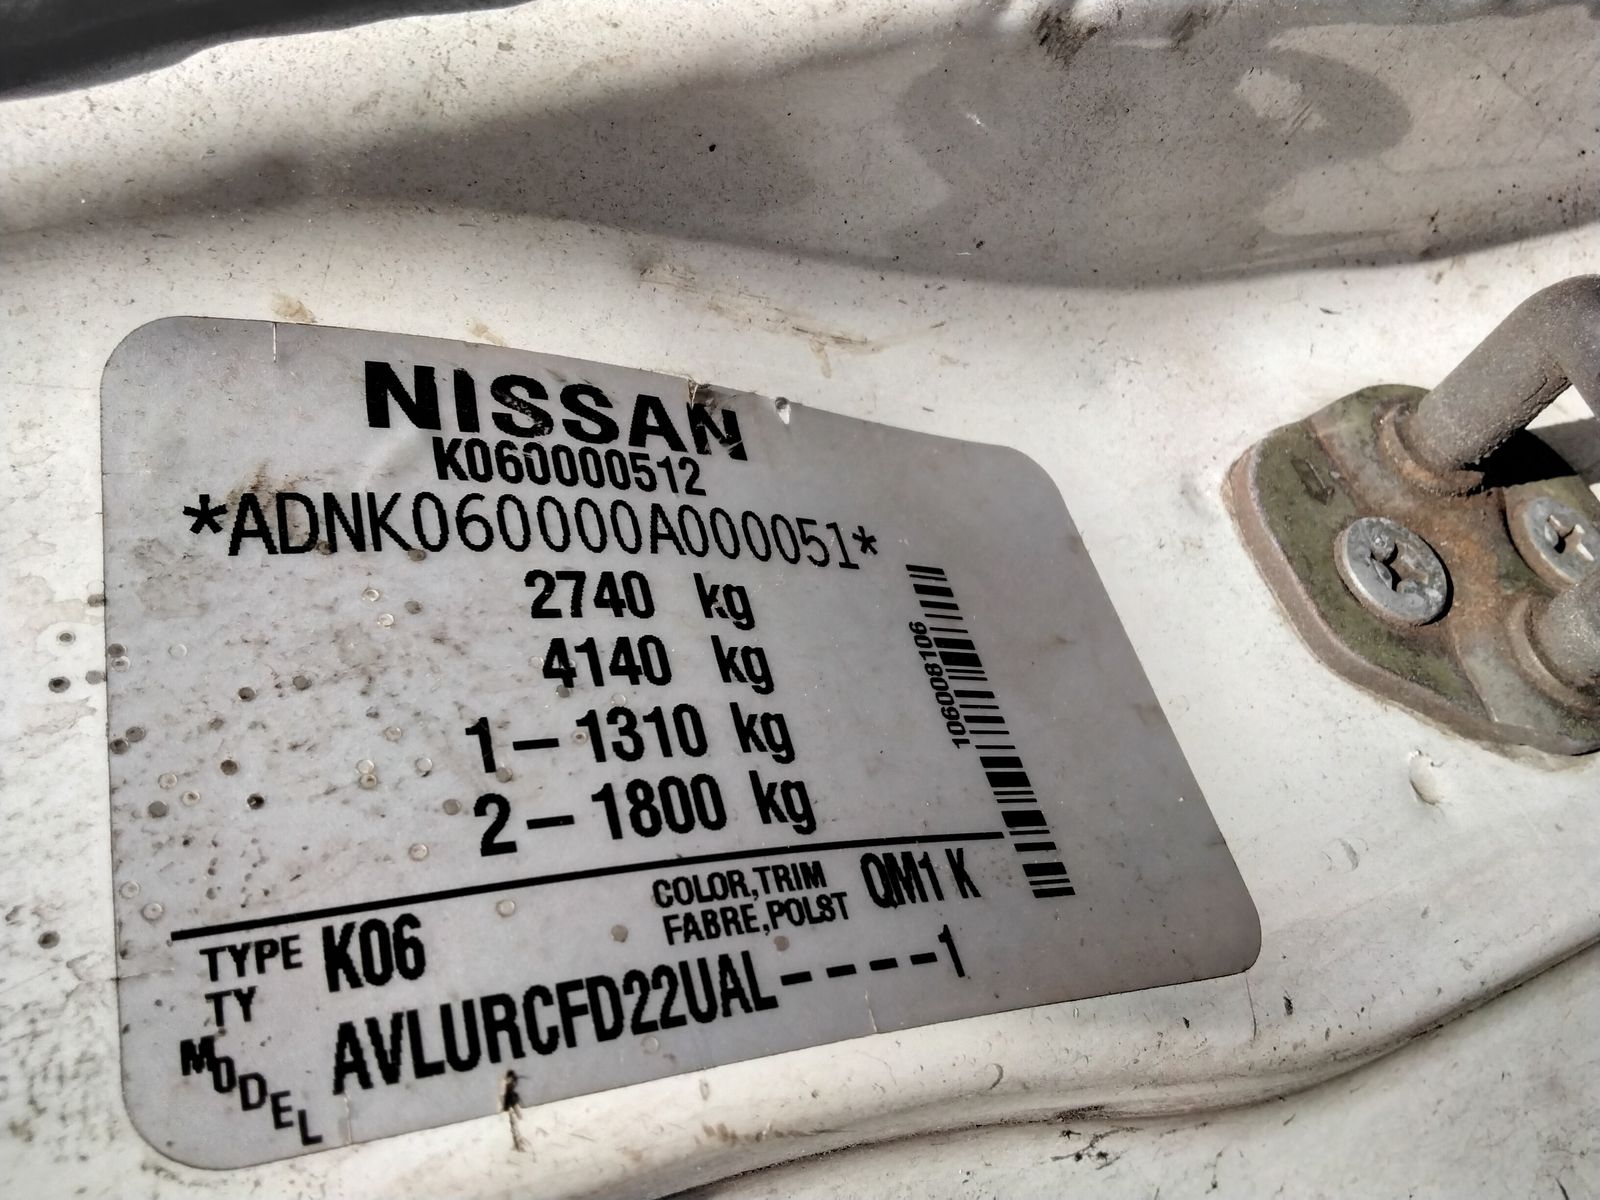 NISSAN
K060000512
*ADNK060000A000051*
2740 kg
4140 kg
1-1310 kg
2-1800 kg
106008106
TYPE K06 COLOR,TRIM QM1 K
TY FABRE,POLST
MODEL AVLURCFD22UAL----1